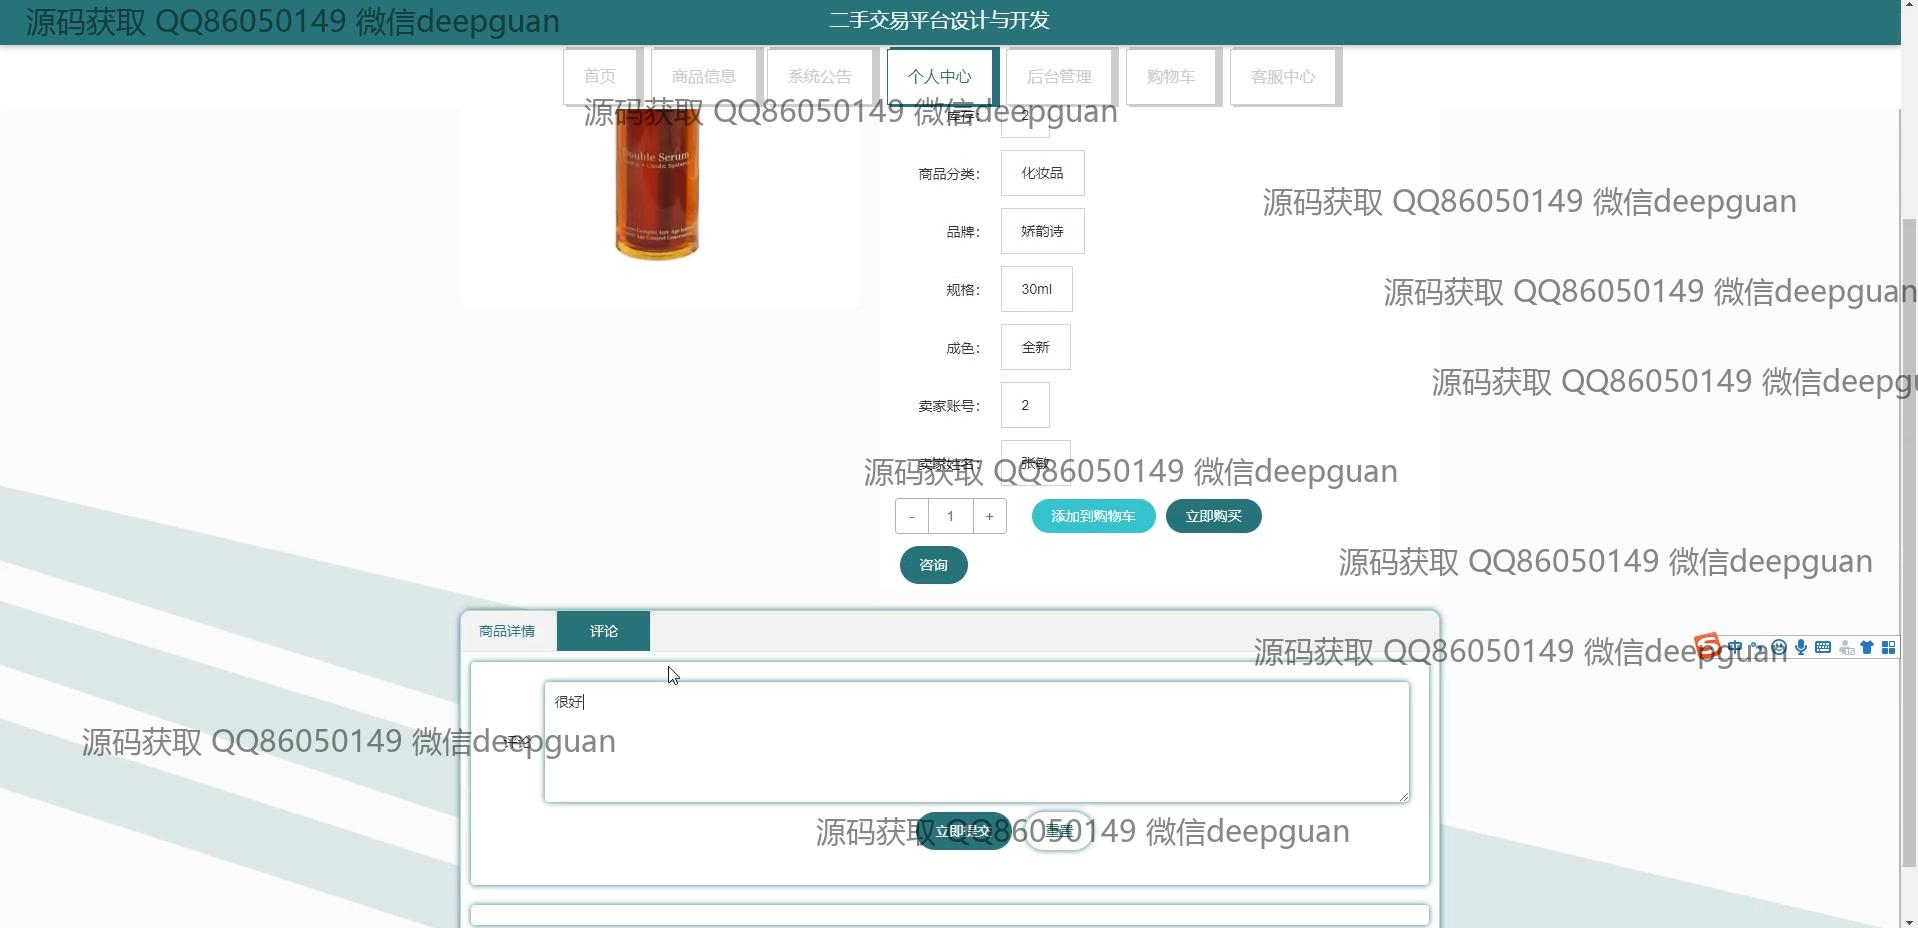 源码获取 QQ86050149 微信deepguan
二手交易平台设计与开发
首页 商品信息 系统公告 个人中心 后台管理 购物车 客服中心
源码获取 QQ86050149 微信deepguan
库存： 2
Double Serum
商品分类： 化妆品
源码获取 QQ86050149 微信deepguan
品牌： 娇韵诗
规格： 30ml
源码获取 QQ86050149 微信deepguan
成色： 全新
源码获取 QQ86050149 微信deepgu
卖家账号： 2
卖家姓名： 张敏
源码获取 QQ86050149 微信deepguan
- 1 + 添加到购物车 立即购买
咨询
源码获取 QQ86050149 微信deepguan
商品详情 评论
源码获取 QQ86050149 微信deepguan
中
很好
评论
源码获取 QQ86050149 微信deepguan
立即提交 重置
源码获取 QQ86050149 微信deepguan